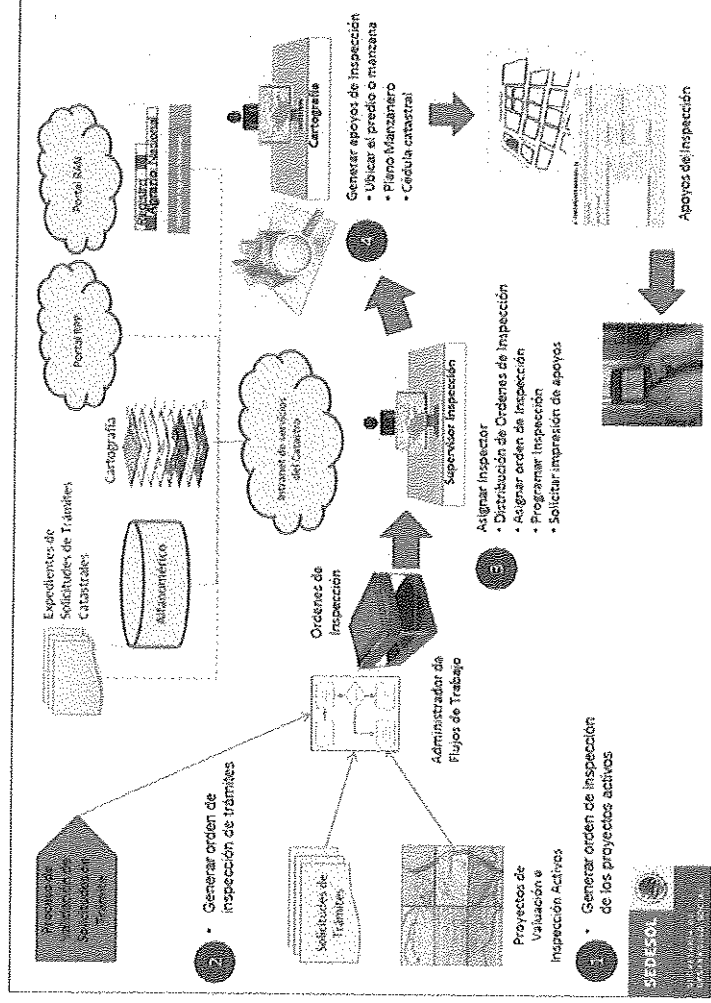 Expedientes de
Solicitudes de Trámites
Catastrales
Alfanumérico
Cartografía
Portal RPP
Portal RAN
Registro
Agrario Nacional
Intranet de servicios
del Catastro
2
• Generar orden de
inspección de trámites
Solicitudes de
Trámites
Proyectos de
Valuación e
Inspección Activos
1
• Generar orden de inspección
de los proyectos activos
Administrador de
Flujos de Trabajo
Ordenes de
Inspección
Supervisor Inspección
3
Asignar Inspector
• Distribución de Ordenes de Inspección
• Asignar orden de Inspección
• Programar Inspección
• Solicitar impresión de apoyos
Cartografía
4
Generar apoyos de Inspección
• Ubicar el predio o manzana
• Plano Manzanero
• Cédula catastral
Apoyos de Inspección
SEDESOL